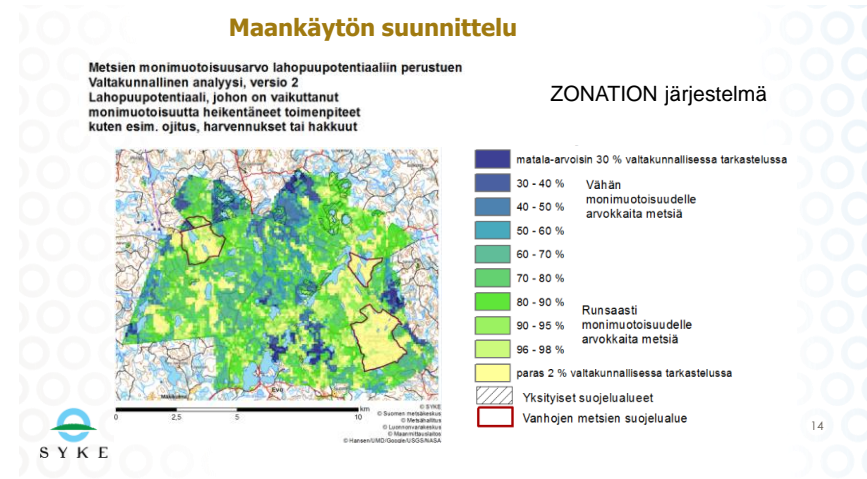 Maankäytön suunnittelu
Metsien monimuotoisuusarvo lahopuupotentiaaliin perustuen
Valtakunnallinen analyysi, versio 2
Lahopuupotentiaali, johon on vaikuttanut
monimuotoisuutta heikentäneet toimenpiteet
kuten esim. ojitus, harvennukset tai hakkuut
ZONATION järjestelmä
matala-arvoisin 30 % valtakunnallisessa tarkastelussa
30 - 40 %
40 - 50 %
50 - 60 %
60 - 70 %
70 - 80 %
80 - 90 %
90 - 95 %
96 - 98 %
paras 2 % valtakunnallisessa tarkastelussa
Vähän
monimuotoisuudelle
arvokkaita metsiä
Runsaasti
monimuotoisuudelle
arvokkaita metsiä
Yksityiset suojelualueet
Vanhojen metsien suojelualue
Evo
km
0 2,5 5 10
© SYKE
© Suomen metsäkeskus
© Metsähallitus
© Luonnonvarakeskus
© Maanmittauslaitos
© Hansen/UMD/Google/USGS/NASA
SYKE
14